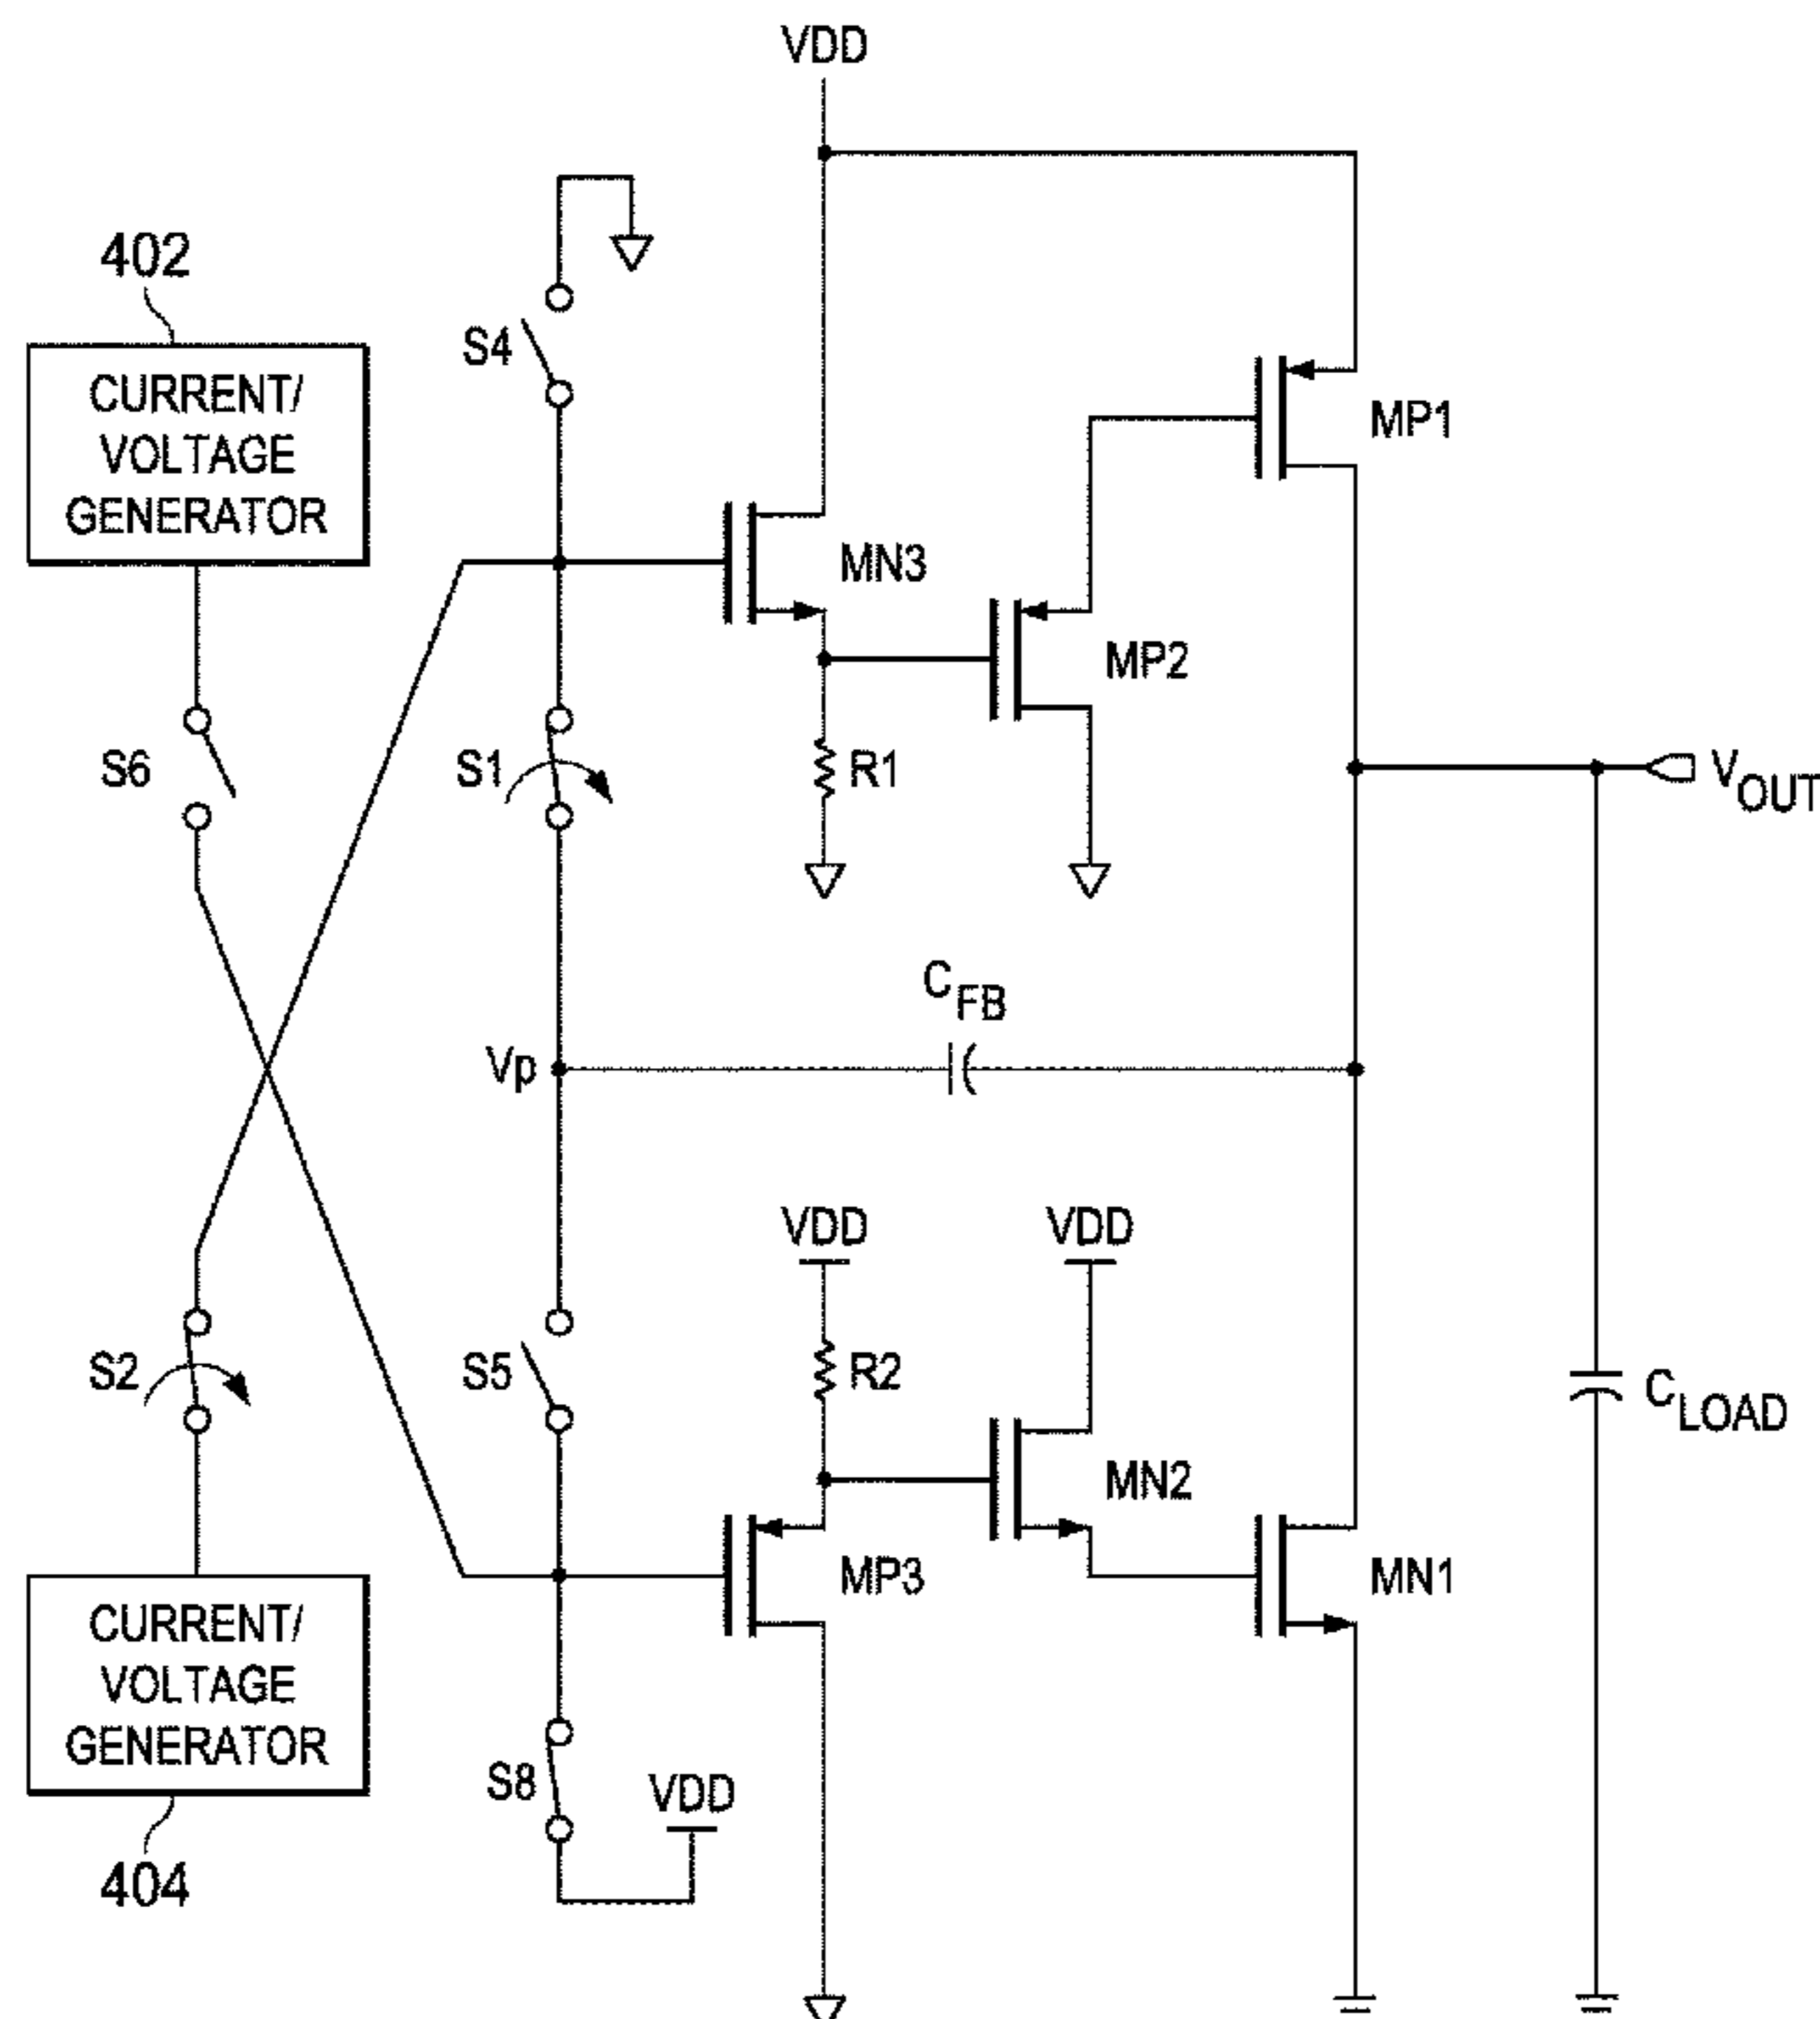 VDD
402
CURRENT/
VOLTAGE
GENERATOR
S4
MP1
MN3
MP2
S6
S1
R1
VOUT
CFB
Vp
VDD
VDD
S2
S5
R2
CLOAD
MN2
MP3
MN1
CURRENT/
VOLTAGE
GENERATOR
S8
VDD
404